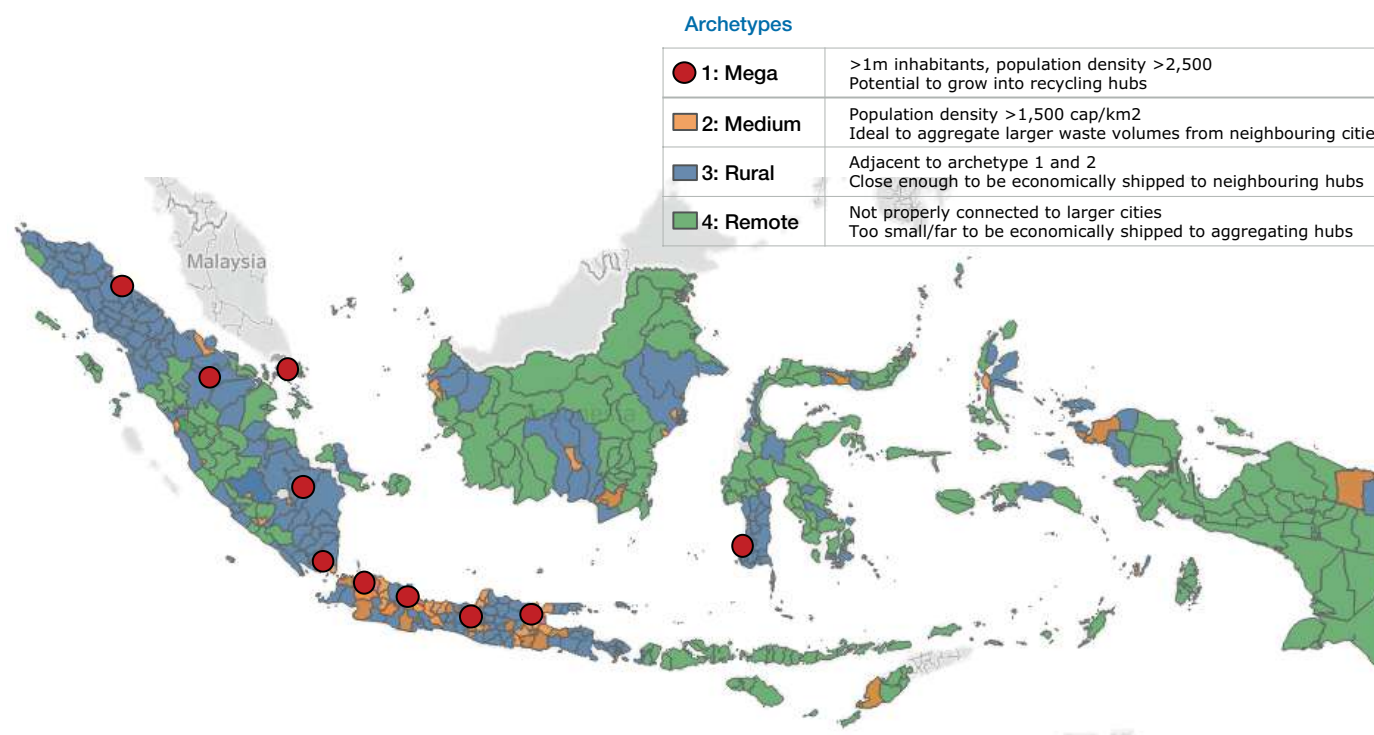 Archetypes
1: Mega
>1m inhabitants, population density >2,500
Potential to grow into recycling hubs
2: Medium
Population density >1,500 cap/km2
Ideal to aggregate larger waste volumes from neighbouring citie
3: Rural
Adjacent to archetype 1 and 2
Close enough to be economically shipped to neighbouring hubs
4: Remote
Not properly connected to larger cities
Too small/far to be economically shipped to aggregating hubs
Malaysia